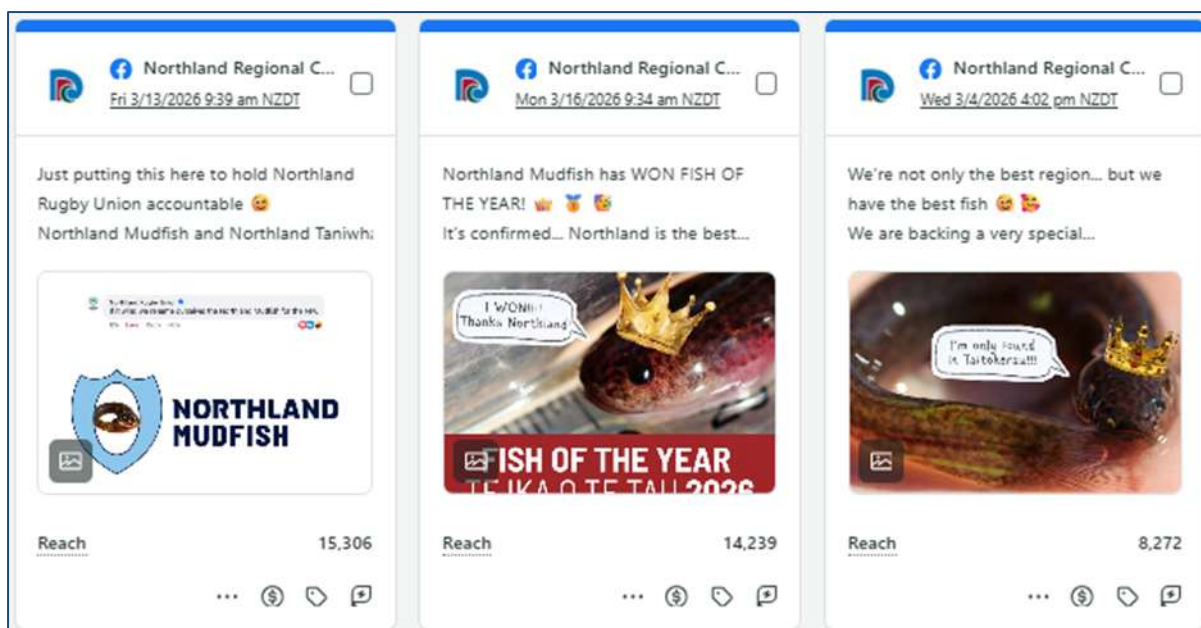 Northland Regional C...
Fri 3/13/2026 9:39 am NZDT
Just putting this here to hold Northland
Rugby Union accountable 😉
Northland Mudfish and Northland Taniwha
NORTHLAND
MUDFISH
Reach 15,306
Northland Regional C...
Mon 3/16/2026 9:34 am NZDT
Northland Mudfish has WON FISH OF
THE YEAR! 👑 🏅 🥳
It's confirmed... Northland is the best...
I WON!!!
Thanks Northland
FISH OF THE YEAR
TE IKA O TE TAU 2026
Reach 14,239
Northland Regional C...
Wed 3/4/2026 4:02 pm NZDT
We're not only the best region... but we
have the best fish 😉 🥰
We are backing a very special...
I'm only found
in Taitokerau!!!
Reach 8,272